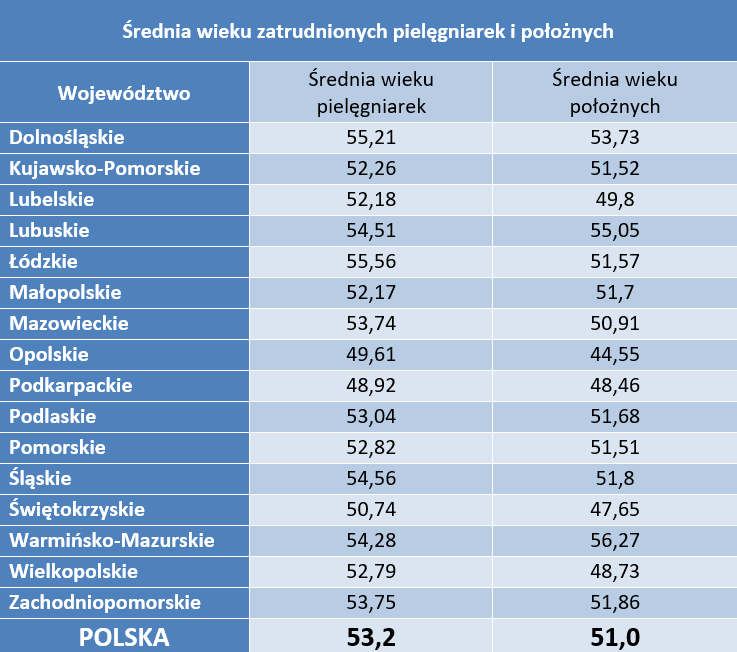 Średnia wieku zatrudnionych pielęgniarek i położnych
Województwo Średnia wieku pielęgniarek Średnia wieku położnych
Dolnośląskie 55,21 53,73
Kujawsko-Pomorskie 52,26 51,52
Lubelskie 52,18 49,8
Lubuskie 54,51 55,05
Łódzkie 55,56 51,57
Małopolskie 52,17 51,7
Mazowieckie 53,74 50,91
Opolskie 49,61 44,55
Podkarpackie 48,92 48,46
Podlaskie 53,04 51,68
Pomorskie 52,82 51,51
Śląskie 54,56 51,8
Świętokrzyskie 50,74 47,65
Warmińsko-Mazurskie 54,28 56,27
Wielkopolskie 52,79 48,73
Zachodniopomorskie 53,75 51,86
POLSKA 53,2 51,0